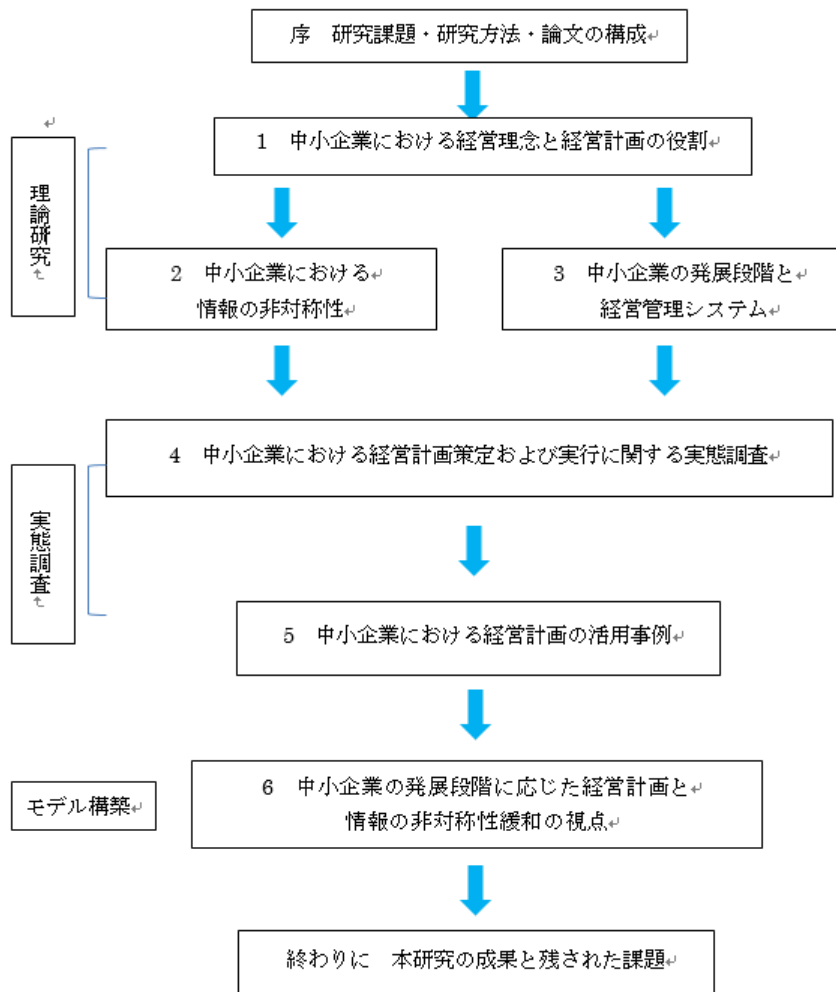 序　研究課題・研究方法・論文の構成↵
↵
1　中小企業における経営理念と経営計画の役割↵
理論研究↵
2　中小企業における↵
情報の非対称性↵
3　中小企業の発展段階と↵
経営管理システム↵
4　中小企業における経営計画策定および実行に関する実態調査↵
実態調査↵
5　中小企業における経営計画の活用事例↵
モデル構築↵
6　中小企業の発展段階に応じた経営計画と↵
情報の非対称性緩和の視点↵
終わりに　本研究の成果と残された課題↵